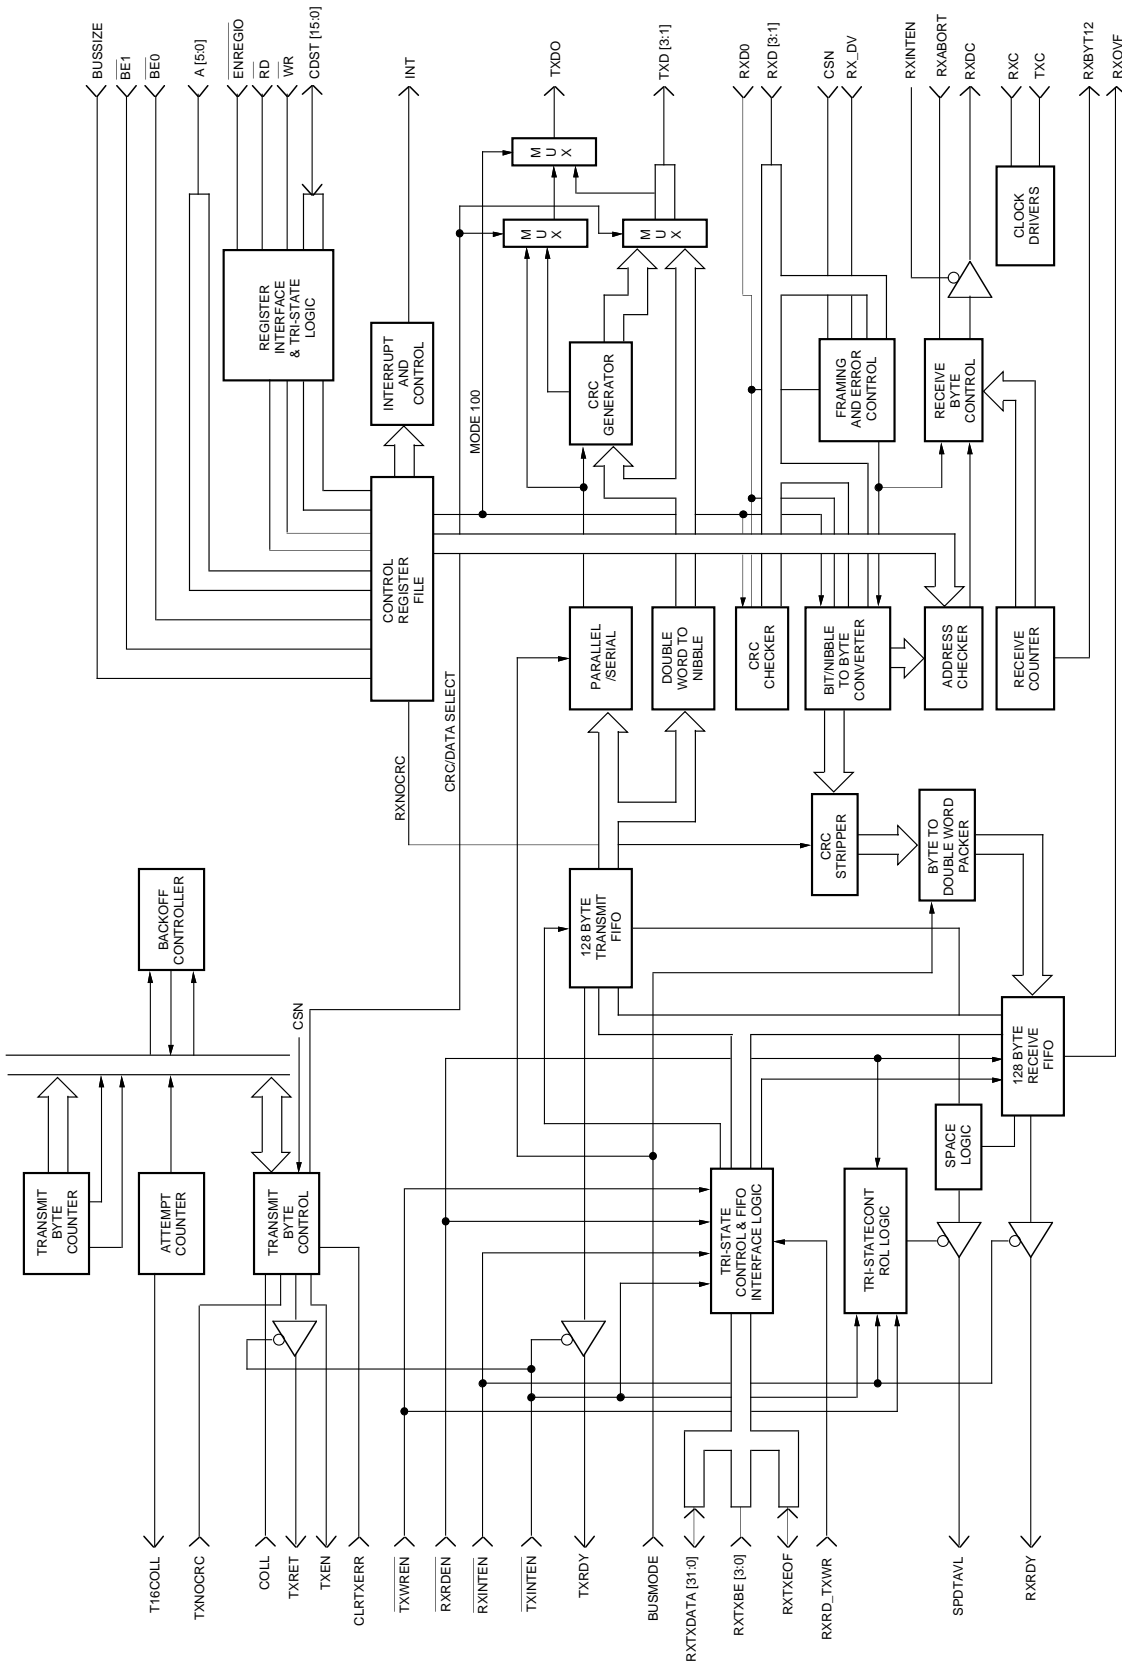 T16COLL
TXNOCRC
COLL
TXRET
TXEN
CLRTXERR
TXWREN
RXRDEN
RXINTEN
TXINTEN
TXRDY
BUSMODE
RXTXDATA [31:0]
RXTXBE [3:0]
RXTXEOF
RXRD_TXWR
SPDTAVL
RXRDY
TRANSMIT
BYTE
COUNTER
ATTEMPT
COUNTER
TRANSMIT
BYTE
CONTROL
TRI-STATE
CONTROL & FIFO
INTERFACE LOGIC
TRI-STATECONT
ROL LOGIC
SPACE
LOGIC
BACKOFF
CONTROLLER
CSN
128 BYTE
TRANSMIT
FIFO
128 BYTE
RECEIVE
FIFO
RXNOCRC
CRC/DATA SELECT
CRC
STRIPPER
BYTE TO
DOUBLE WORD
PACKER
CONTROL
REGISTER
FILE
PARALLEL
/SERIAL
DOUBLE
WORD TO
NIBBLE
CRC
CHECKER
BIT/NIBBLE
TO BYTE
CONVERTER
ADDRESS
CHECKER
RECEIVE
COUNTER
REGISTER
INTERFACE
& TRI-STATE
LOGIC
INTERRUPT
AND
CONTROL
MODE 100
CRC
GENERATOR
FRAMING
AND ERROR
CONTROL
RECEIVE
BYTE
CONTROL
M
U
X
M
U
X
M
U
X
CLOCK
DRIVERS
BUSSIZE
BE1
BE0
A [5:0]
ENREGIO
RD
WR
CDST [15:0]
INT
TXDO
TXD [3:1]
RXD0
RXD [3:1]
CSN
RX_DV
RXINTEN
RXABORT
RXDC
RXC
TXC
RXBYT12
RXOVF